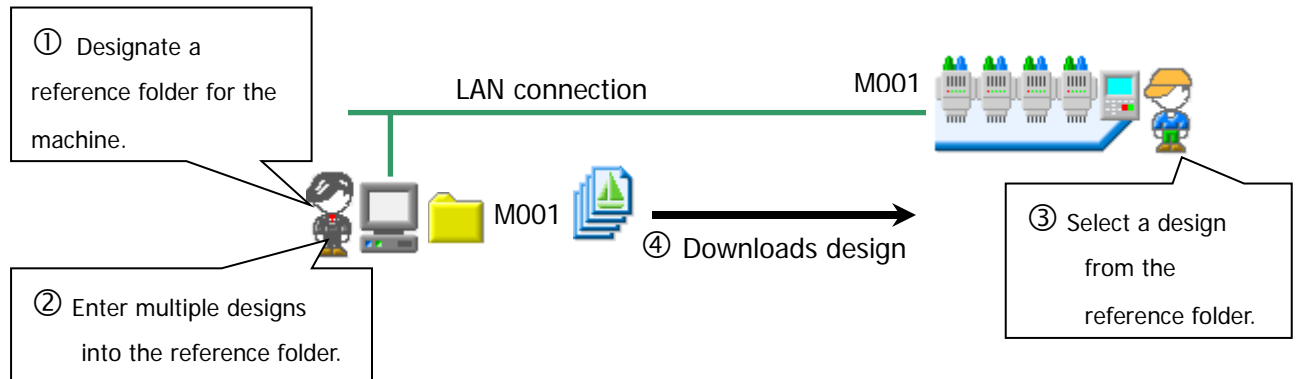 ① Designate a
reference folder for the
machine.
LAN connection
M001
M001
④ Downloads design
② Enter multiple designs
into the reference folder.
③ Select a design
from the
reference folder.